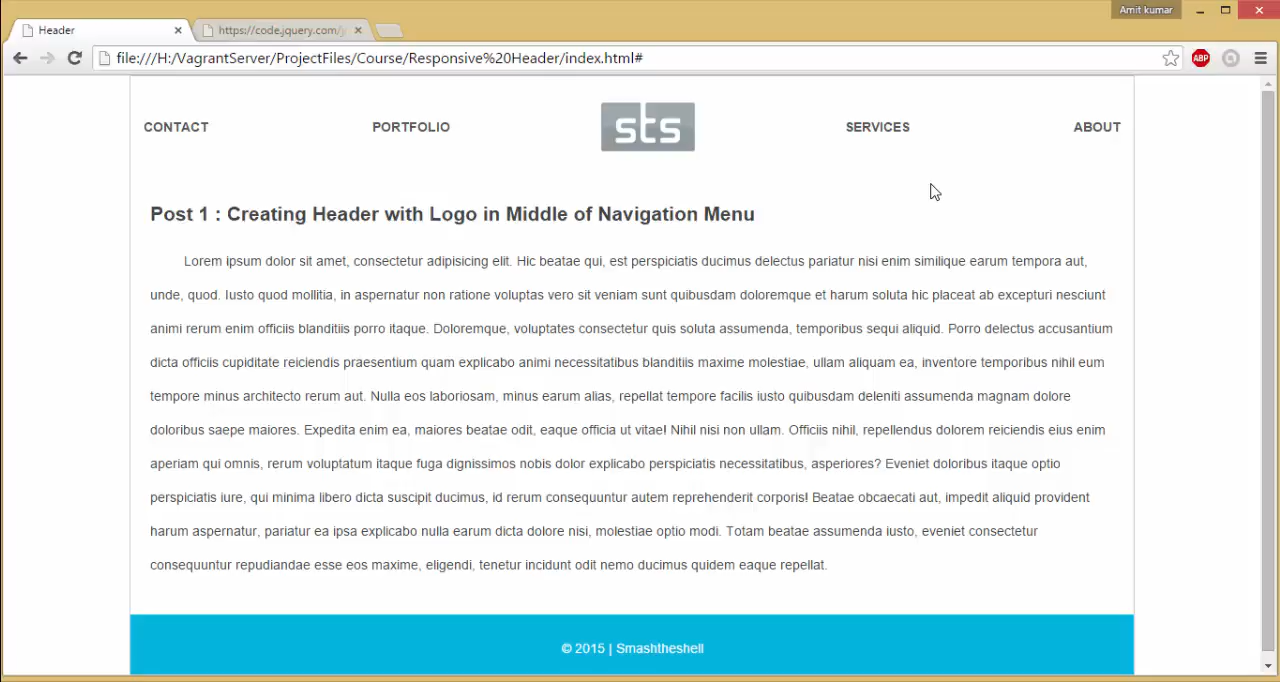 Amit kumar
Header
https://code.jquery.com/
file:///H:/VagrantServer/ProjectFiles/Course/Responsive%20Header/index.html#
ABP
CONTACT PORTFOLIO sts SERVICES ABOUT
Post 1 : Creating Header with Logo in Middle of Navigation Menu
Lorem ipsum dolor sit amet, consectetur adipisicing elit. Hic beatae qui, est perspiciatis ducimus delectus pariatur nisi enim similique earum tempora aut,
unde, quod. Iusto quod mollitia, in aspernatur non ratione voluptas vero sit veniam sunt quibusdam doloremque et harum soluta hic placeat ab excepturi nesciunt
animi rerum enim officiis blanditiis porro itaque. Doloremque, voluptates consectetur quis soluta assumenda, temporibus sequi aliquid. Porro delectus accusantium
dicta officiis cupiditate reiciendis praesentium quam explicabo animi necessitatibus blanditiis maxime molestiae, ullam aliquam ea, inventore temporibus nihil eum
tempore minus architecto rerum aut. Nulla eos laboriosam, minus earum alias, repellat tempore facilis iusto quibusdam deleniti assumenda magnam dolore
doloribus saepe maiores. Expedita enim ea, maiores beatae odit, eaque officia ut vitae! Nihil nisi non ullam. Officiis nihil, repellendus dolorem reiciendis eius enim
aperiam qui omnis, rerum voluptatum itaque fuga dignissimos nobis dolor explicabo perspiciatis necessitatibus, asperiores? Eveniet doloribus itaque optio
perspiciatis iure, qui minima libero dicta suscipit ducimus, id rerum consequuntur autem reprehenderit corporis! Beatae obcaecati aut, impedit aliquid provident
harum aspernatur, pariatur ea ipsa explicabo nulla earum dicta dolore nisi, molestiae optio modi. Totam beatae assumenda iusto, eveniet consectetur
consequuntur repudiandae esse eos maxime, eligendi, tenetur incidunt odit nemo ducimus quidem eaque repellat.
© 2015 | Smashtheshell